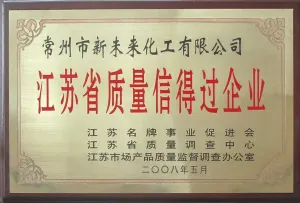 常州市新未来化工有限公司
江苏省质量信得过企业
江苏名牌事业促进会
江苏省质量调查中心
江苏市场产品质量监督调查办公室
二〇〇八年五月